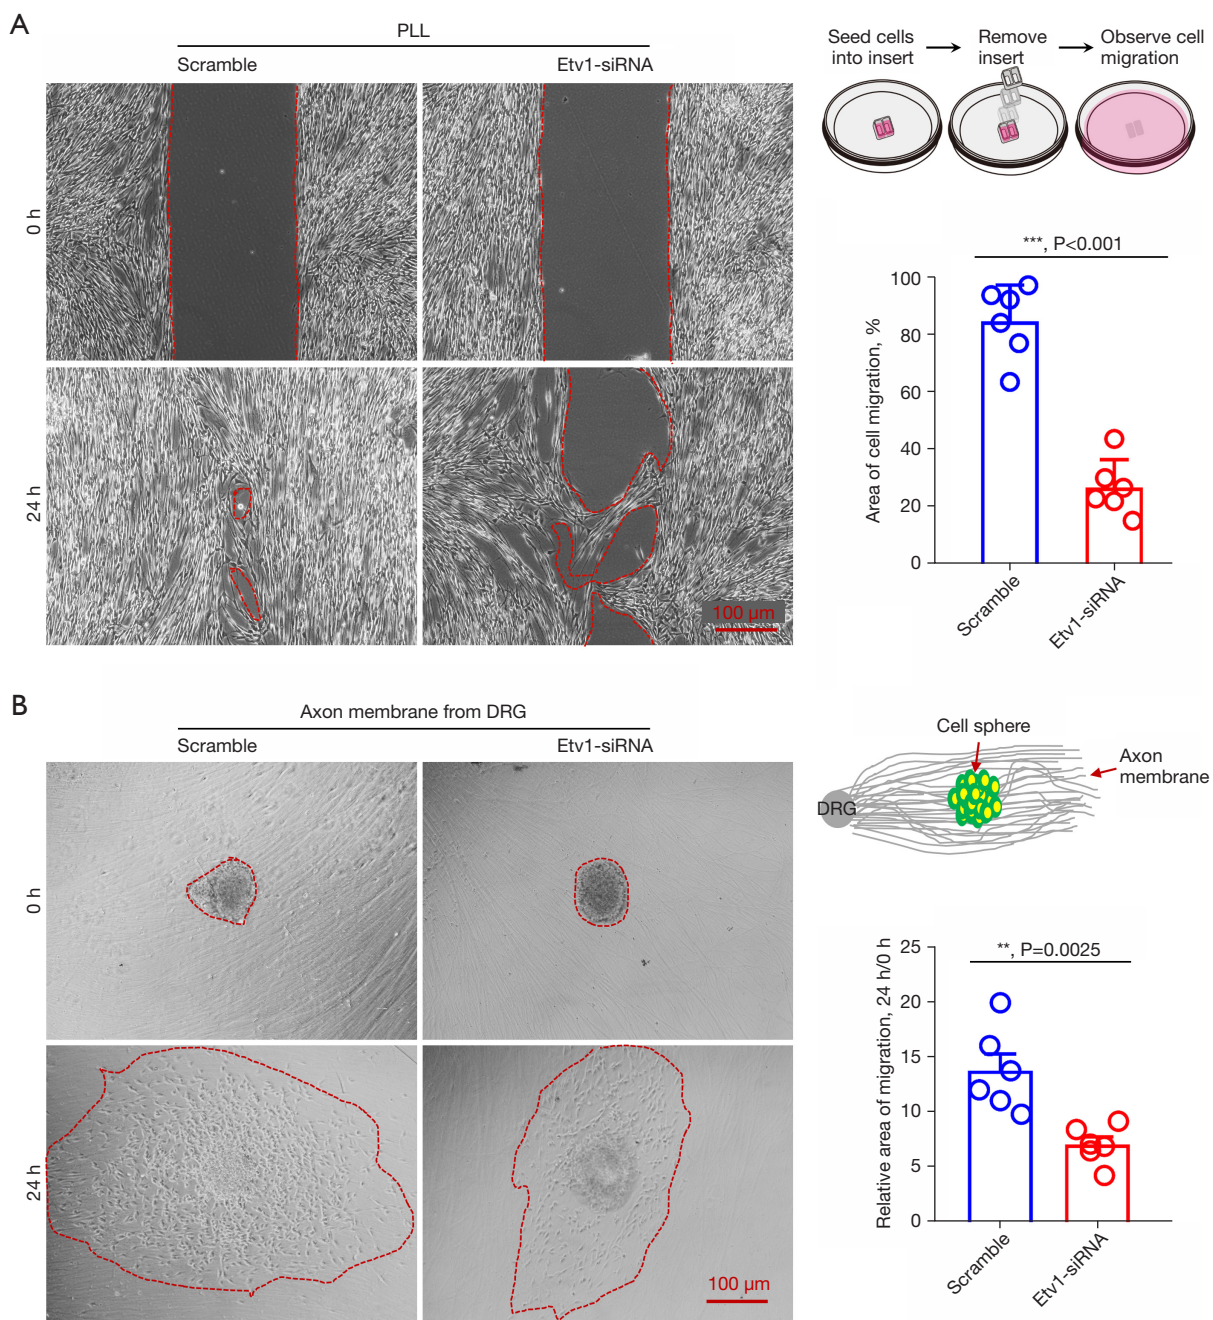 A
PLL
Scramble
Etv1-siRNA
0 h
24 h
100 µm
Seed cells
into insert
Remove
insert
Observe cell
migration
***, P<0.001
Area of cell migration, %
100
80
60
40
20
0
Scramble
Etv1-siRNA
B
Axon membrane from DRG
Scramble
Etv1-siRNA
0 h
24 h
100 µm
Cell sphere
Axon
membrane
DRG
**, P=0.0025
Relative area of migration, 24 h/0 h
25
20
15
10
5
0
Scramble
Etv1-siRNA